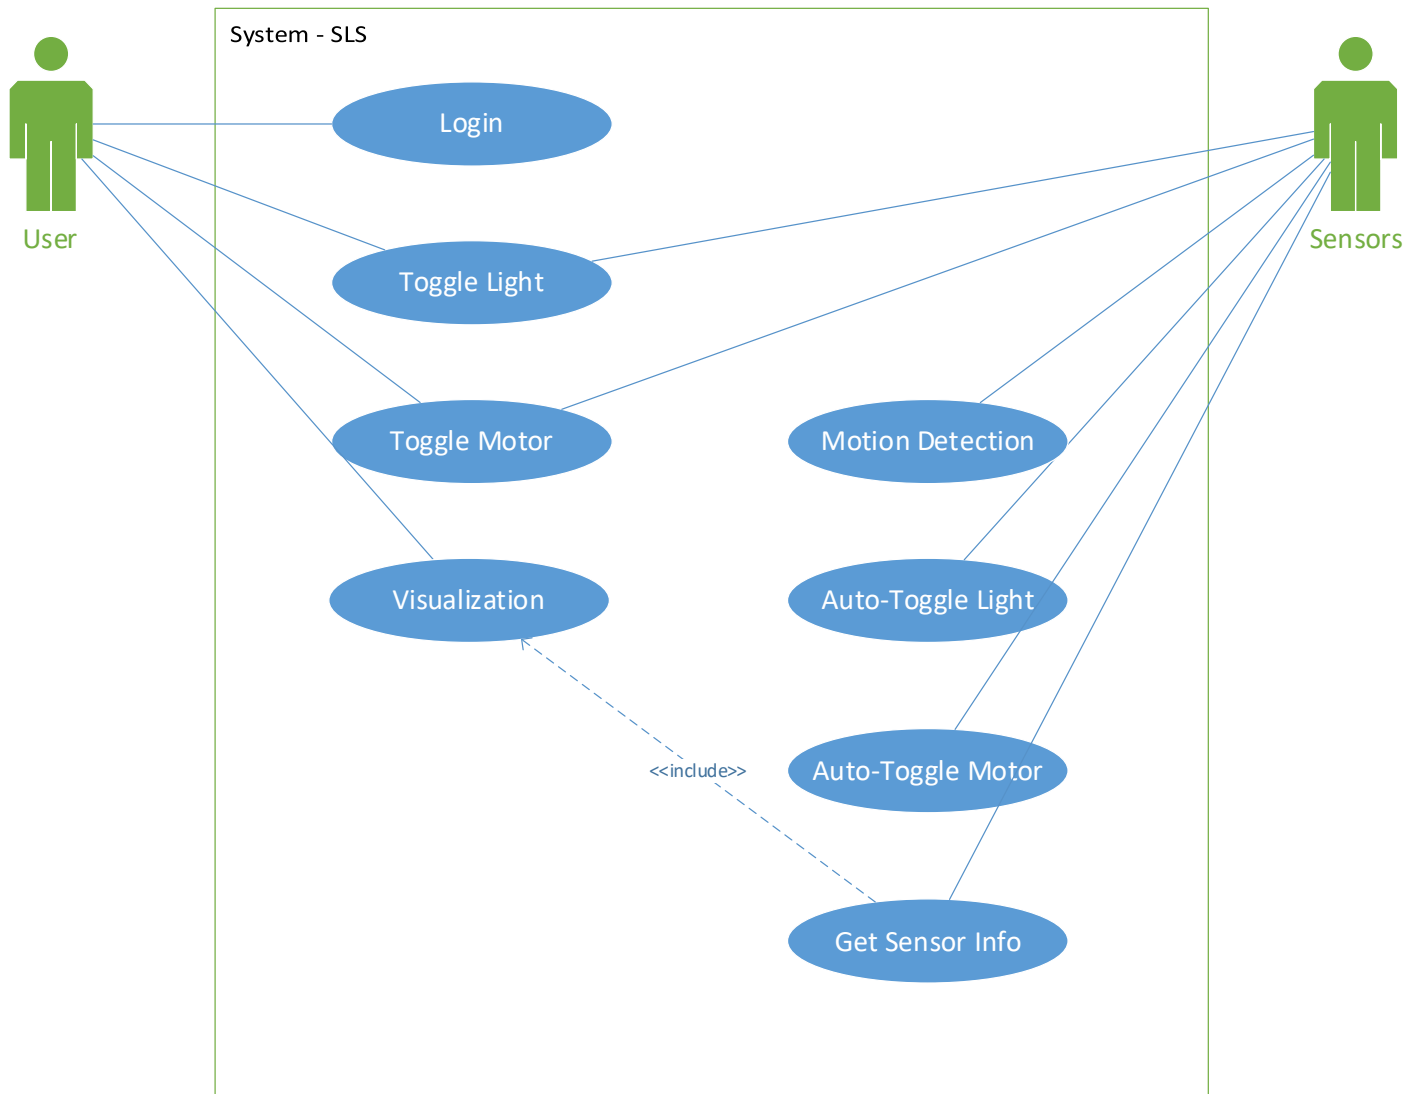 System - SLS
Login
User
Sensors
Toggle Light
Toggle Motor
Motion Detection
Visualization
Auto-Toggle Light
<<include>>
Auto-Toggle Motor
Get Sensor Info